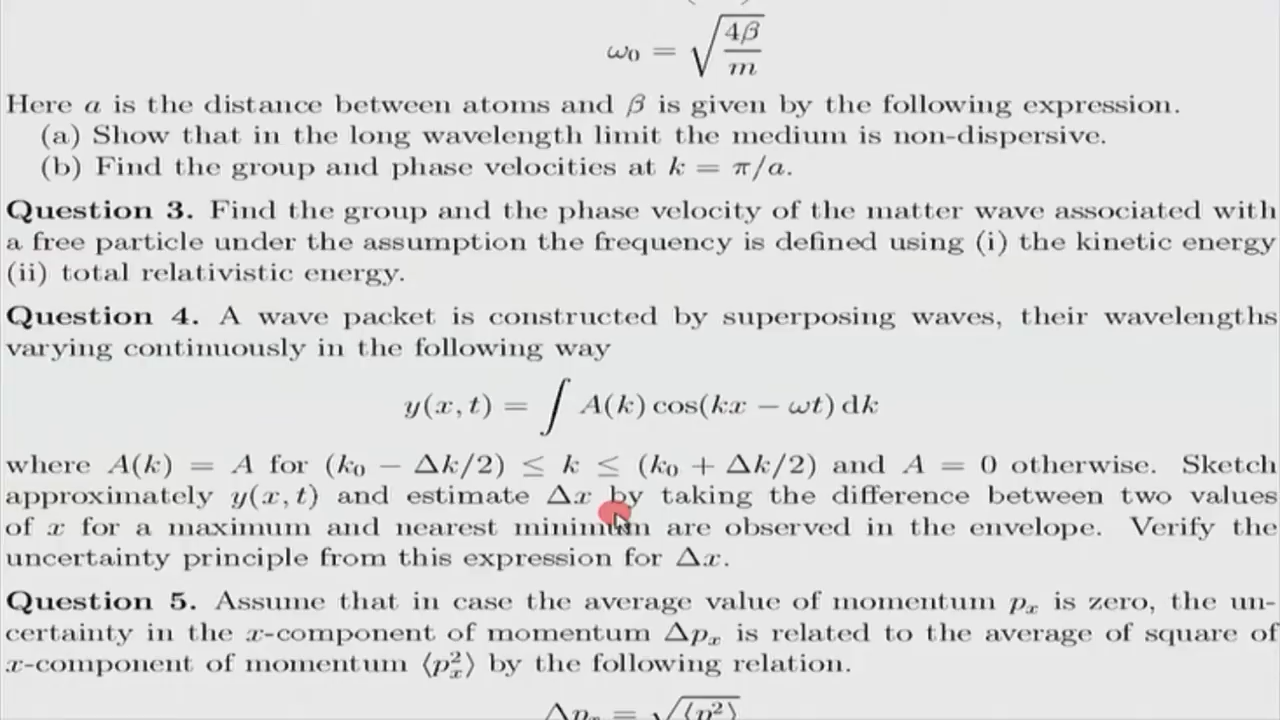 ω₀ = √(4β/m)
Here a is the distance between atoms and β is given by the following expression.
(a) Show that in the long wavelength limit the medium is non-dispersive.
(b) Find the group and phase velocities at k = π/a.
Question 3. Find the group and the phase velocity of the matter wave associated with
a free particle under the assumption the frequency is defined using (i) the kinetic energy
(ii) total relativistic energy.
Question 4. A wave packet is constructed by superposing waves, their wavelengths
varying continuously in the following way
y(x, t) = ∫ A(k) cos(kx − ωt) dk
where A(k) = A for (k₀ − Δk/2) ≤ k ≤ (k₀ + Δk/2) and A = 0 otherwise. Sketch
approximately y(x, t) and estimate Δx by taking the difference between two values
of x for a maximum and nearest minimum are observed in the envelope. Verify the
uncertainty principle from this expression for Δx.
Question 5. Assume that in case the average value of momentum pₓ is zero, the un-
certainty in the x-component of momentum Δpₓ is related to the average of square of
x-component of momentum ⟨pₓ²⟩ by the following relation.
Δpₓ = √⟨p²⟩